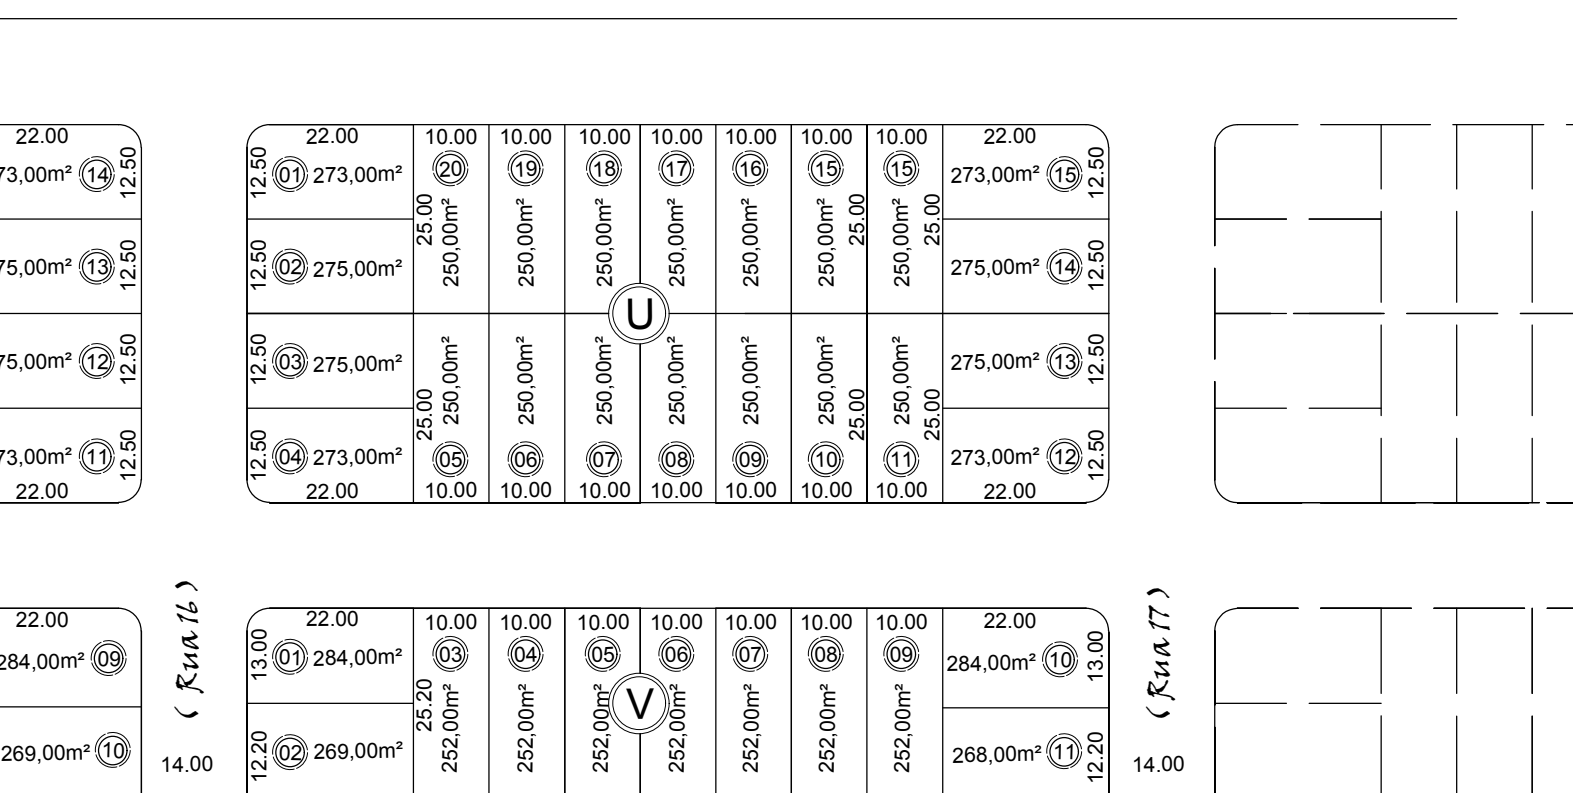 22.00 22.00 10.00 10.00 10.00 10.00 10.00 10.00 10.00 22.00
73,00m² 14 12.50 12.50 01 273,00m² 20 19 18 17 16 15 15 273,00m² 15 12.50
25.00 250,00m² 250,00m² 250,00m² 250,00m² 250,00m² 250,00m² 25.00 250,00m² 25.00
75,00m² 13 12.50 12.50 02 275,00m² 275,00m² 14 12.50
U
75,00m² 12 12.50 12.50 03 275,00m² 275,00m² 13 12.50
25.00 250,00m² 250,00m² 250,00m² 250,00m² 250,00m² 250,00m² 25.00 250,00m² 25.00
73,00m² 11 12.50 12.50 04 273,00m² 05 06 07 08 09 10 11 273,00m² 12 12.50
22.00 22.00 10.00 10.00 10.00 10.00 10.00 10.00 10.00 22.00
(Rua 16)
(Rua 17)
22.00 22.00 10.00 10.00 10.00 10.00 10.00 10.00 10.00 22.00
284,00m² 09 13.00 01 284,00m² 03 04 05 06 07 08 09 284,00m² 10 13.00
V
25.20 252,00m² 252,00m² 252,00m² 252,00m² 252,00m² 252,00m² 252,00m²
269,00m² 10 14.00 12.20 02 269,00m² 268,00m² 11 12.20 14.00